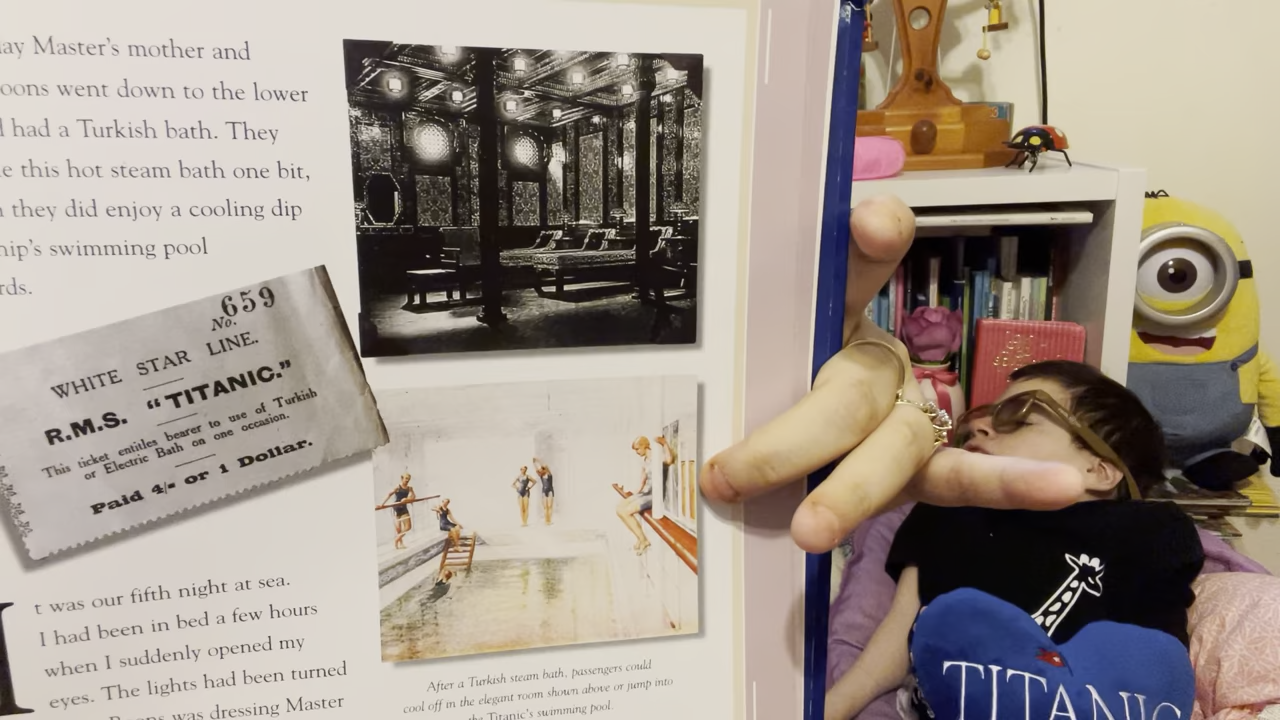 ay Master's mother and
oons went down to the lower
d had a Turkish bath. They
e this hot steam bath one bit,
they did enjoy a cooling dip
hip's swimming pool
rds.
No. 659
WHITE STAR LINE.
R.M.S. "TITANIC."
This ticket entitles bearer to use of Turkish
or Electric Bath on one occasion.
Paid 4/- or 1 Dollar.
It was our fifth night at sea.
I had been in bed a few hours
when I suddenly opened my
eyes. The lights had been turned
was dressing Master
After a Turkish steam bath, passengers could
cool off in the elegant room shown above or jump into
the Titanic's swimming pool.
TITANIC